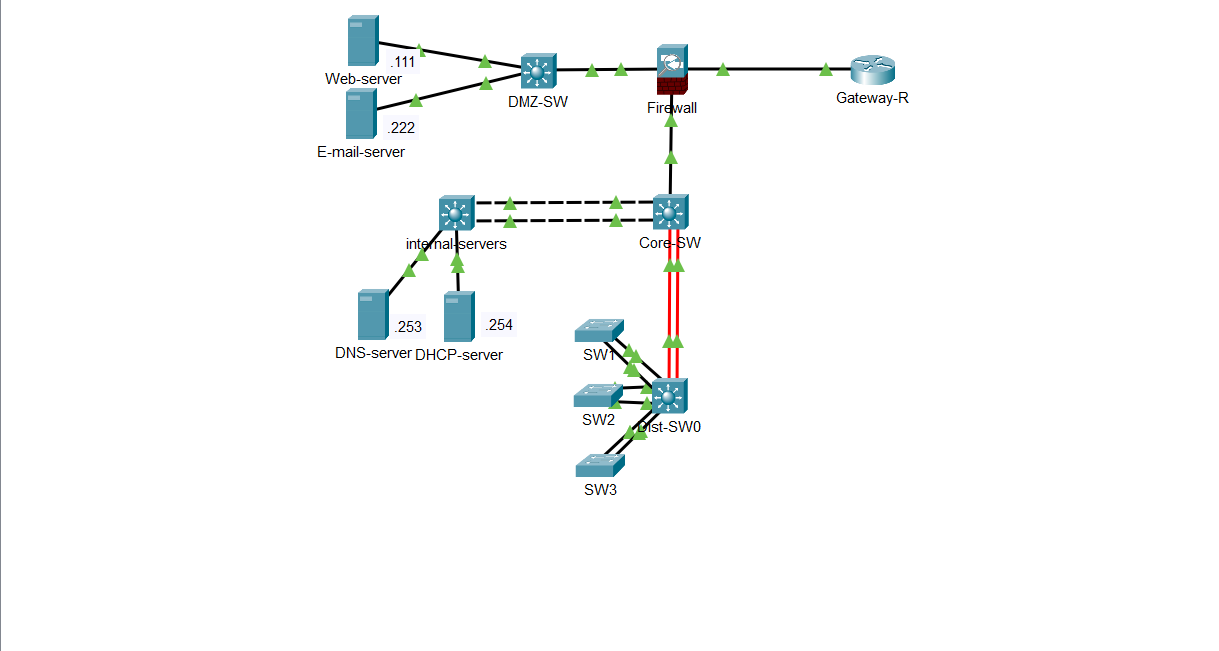 .111
Web-server
DMZ-SW
Firewall
Gateway-R
.222
E-mail-server
internal-servers
Core-SW
.253
.254
DNS-server
DHCP-server
SW1
SW2
Dist-SW0
SW3